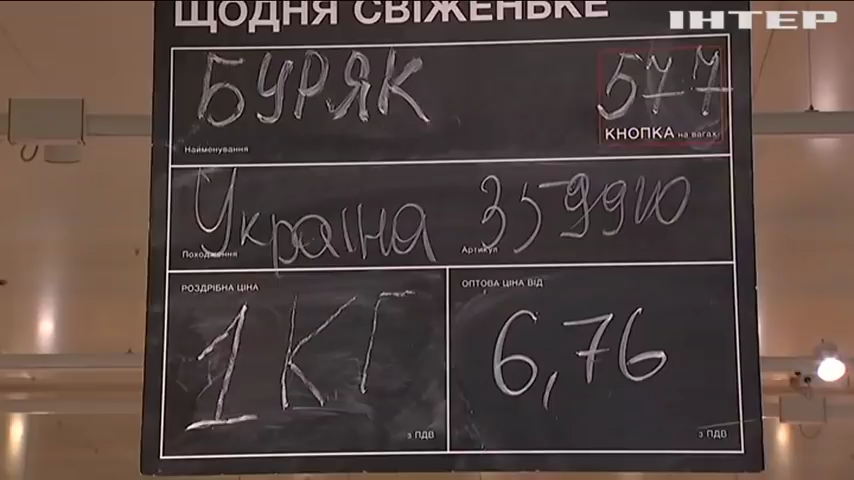 ЩОДНЯ СВІЖЕНЬКЕ
ІНТЕР
БУРЯК 577
Найменування КНОПКА на вагах
Україна 359910
Походження Артикул
РОЗДРІБНА ЦІНА ОПТОВА ЦІНА ВІД
1 КГ 6,76
з ПДВ з ПДВ